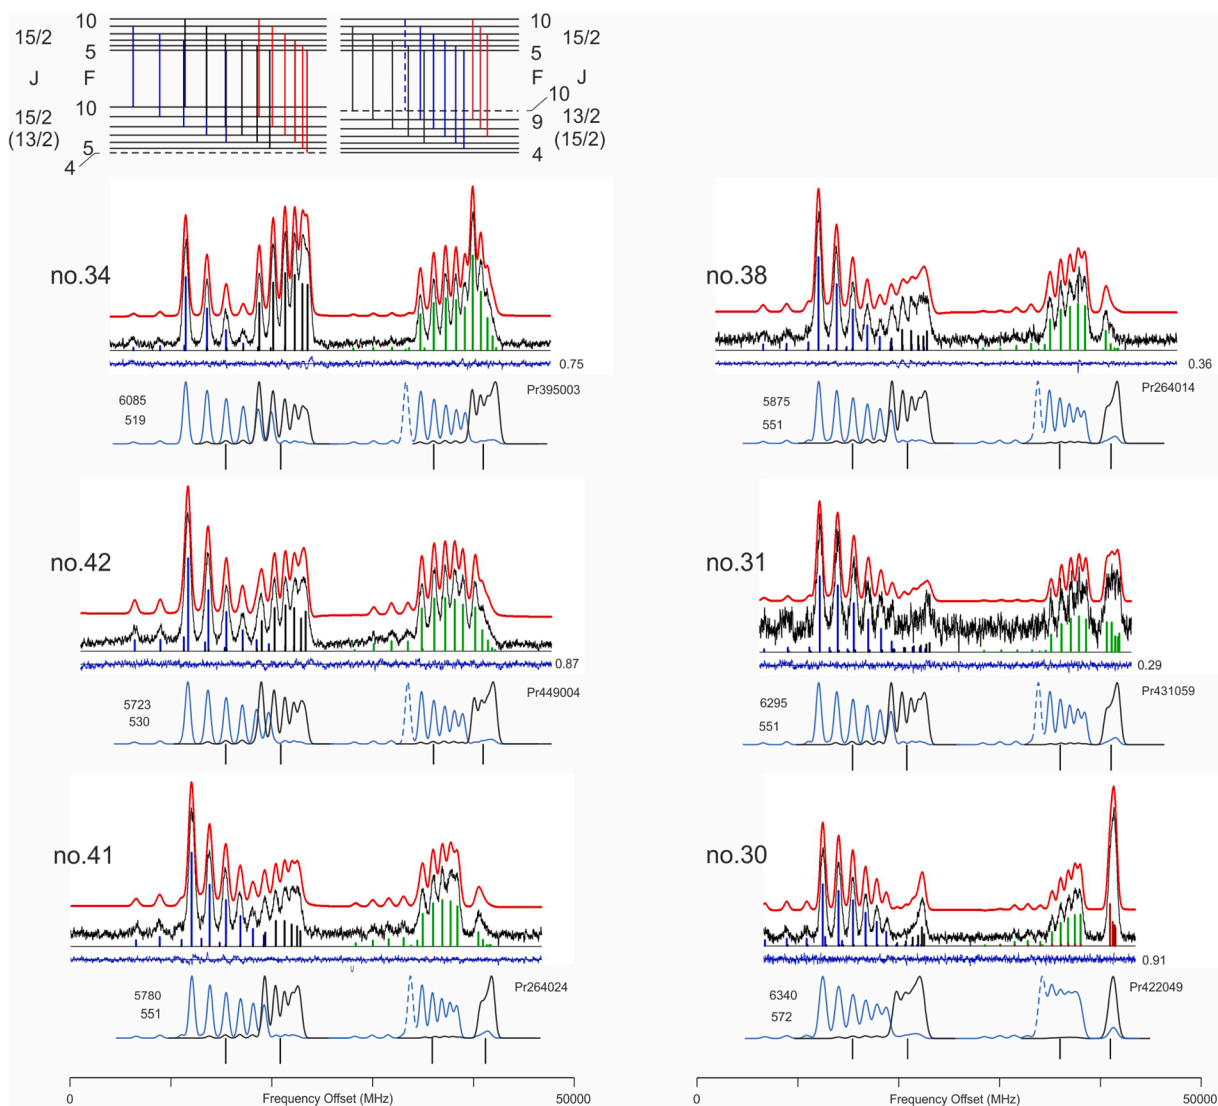 10
15/2
5
J
F
10
15/2
(13/2)
5
4
10
15/2
5
F
J
10
9
13/2
(15/2)
4
no.34
0.75
6085
519
Pr395003
no.38
0.36
5875
551
Pr264014
no.42
0.87
5723
530
Pr449004
no.31
0.29
6295
551
Pr431059
no.41
5780
551
Pr264024
no.30
0.91
6340
572
Pr422049
0
Frequency Offset (MHz)
50000
0
Frequency Offset (MHz)
50000